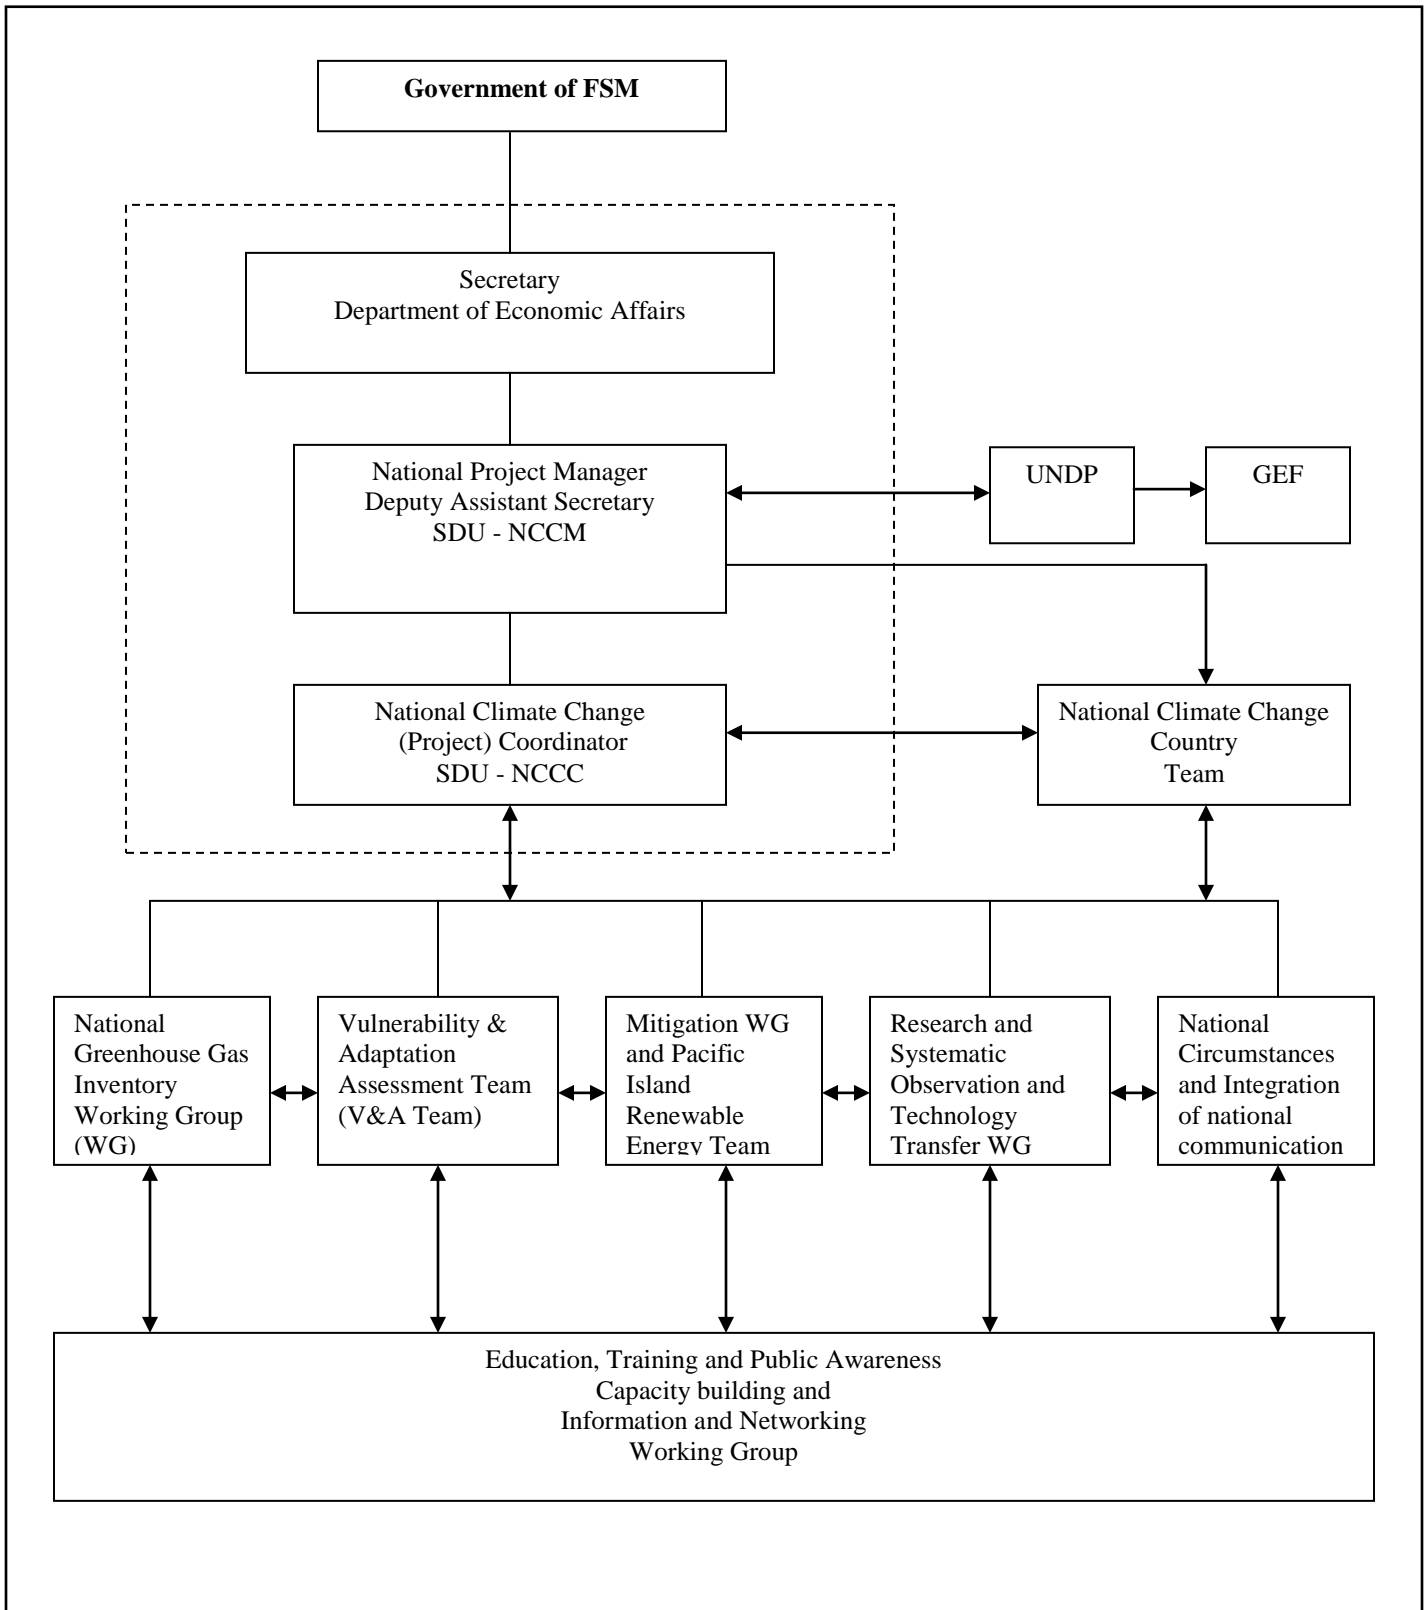 Government of FSM
Secretary
Department of Economic Affairs
National Project Manager
Deputy Assistant Secretary
SDU - NCCM
UNDP
GEF
National Climate Change
(Project) Coordinator
SDU - NCCC
National Climate Change
Country
Team
National
Greenhouse Gas
Inventory
Working Group
(WG)
Vulnerability &
Adaptation
Assessment Team
(V&A Team)
Mitigation WG
and Pacific
Island
Renewable
Energy Team
Research and
Systematic
Observation and
Technology
Transfer WG
National
Circumstances
and Integration
of national
communication
Education, Training and Public Awareness
Capacity building and
Information and Networking
Working Group